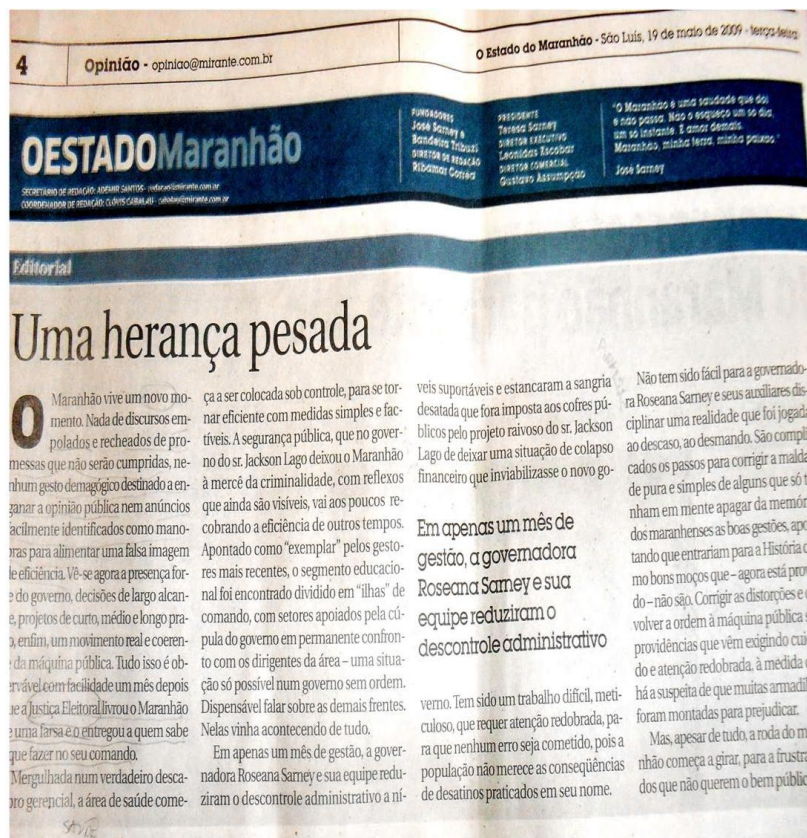 4
Opinião - opiniao@mirante.com.br
O Estado do Maranhão - São Luís, 19 de maio de 2009 - terça-feira
OESTADOMaranhão
SECRETÁRIO DE REDAÇÃO: ADEMIR SANTOS -
COORDENADOR DE REDAÇÃO: CLÓVIS CABALAU -
FUNDADORES
José Sarney e
Bandeira Tribuzi
DIRETOR DE REDAÇÃO
Ribamar Corrêa
PRESIDENTE
Teresa Sarney
DIRETOR EXECUTIVO
Leonidas Escobar
DIRETOR COMERCIAL
Gustavo Assumpção
"O Maranhão é uma saudade que dói
e não passa. Não o esqueço um só dia,
um só instante. É amor demais.
Maranhão, minha terra, minha paixão."
José Sarney
Editorial
Uma herança pesada
O Maranhão vive um novo mo-
mento. Nada de discursos em-
polados e recheados de pro-
messas que não serão cumpridas, ne-
nhum gesto demagógico destinado a en-
ganar a opinião pública nem anúncios
facilmente identificados como mano-
bras para alimentar uma falsa imagem
de eficiência. Vê-se agora a presença for-
e do governo, decisões de largo alcan-
e, projetos de curto, médio e longo pra-
o, enfim, um movimento real e coeren-
e da máquina pública. Tudo isso é ob-
ervável com facilidade um mês depois
ue a Justiça Eleitoral livrou o Maranhão
e uma farsa e o entregou a quem sabe
que fazer no seu comando.
Mergulhada num verdadeiro desca-
bro gerencial, a área de saúde come-
SAÚDE
ça a ser colocada sob controle, para se tor-
nar eficiente com medidas simples e fac-
tíveis. A segurança pública, que no gover-
no do sr. Jackson Lago deixou o Maranhão
à mercê da criminalidade, com reflexos
que ainda são visíveis, vai aos poucos re-
cobrando a eficiência de outros tempos.
Apontado como "exemplar" pelos gesto-
res mais recentes, o segmento educacio-
nal foi encontrado dividido em "ilhas" de
comando, com setores apoiados pela cú-
pula do governo em permanente confron-
to com os dirigentes da área – uma situa-
ção só possível num governo sem ordem.
Dispensável falar sobre as demais frentes.
Nelas vinha acontecendo de tudo.
Em apenas um mês de gestão, a gover-
nadora Roseana Sarney e sua equipe redu-
ziram o descontrole administrativo a ní-
veis suportáveis e estancaram a sangria
desatada que fora imposta aos cofres pú-
blicos pelo projeto raivoso do sr. Jackson
Lago de deixar uma situação de colapso
financeiro que inviabilizasse o novo go-
Em apenas um mês de
gestão, a governadora
Roseana Sarney e sua
equipe reduziram o
descontrole administrativo
verno. Tem sido um trabalho difícil, meti-
culoso, que requer atenção redobrada, pa-
ra que nenhum erro seja cometido, pois a
população não merece as conseqüências
de desatinos praticados em seu nome.
Não tem sido fácil para a governado-
ra Roseana Sarney e seus auxiliares dis-
ciplinar uma realidade que foi jogada
ao descaso, ao desmando. São compli-
cados os passos para corrigir a malda-
de pura e simples de alguns que só t
nham em mente apagar da memór
dos maranhenses as boas gestões, apo
tando que entrariam para a História c
mo bons moços que – agora está prov
do – não são. Corrigir as distorções e d
volver a ordem à máquina pública s
providências que vêm exigindo cui
do e atenção redobrada, à medida q
há a suspeita de que muitas armadil
foram montadas para prejudicar.
Mas, apesar de tudo, a roda do m
nhão começa a girar, para a frustra
dos que não querem o bem públic